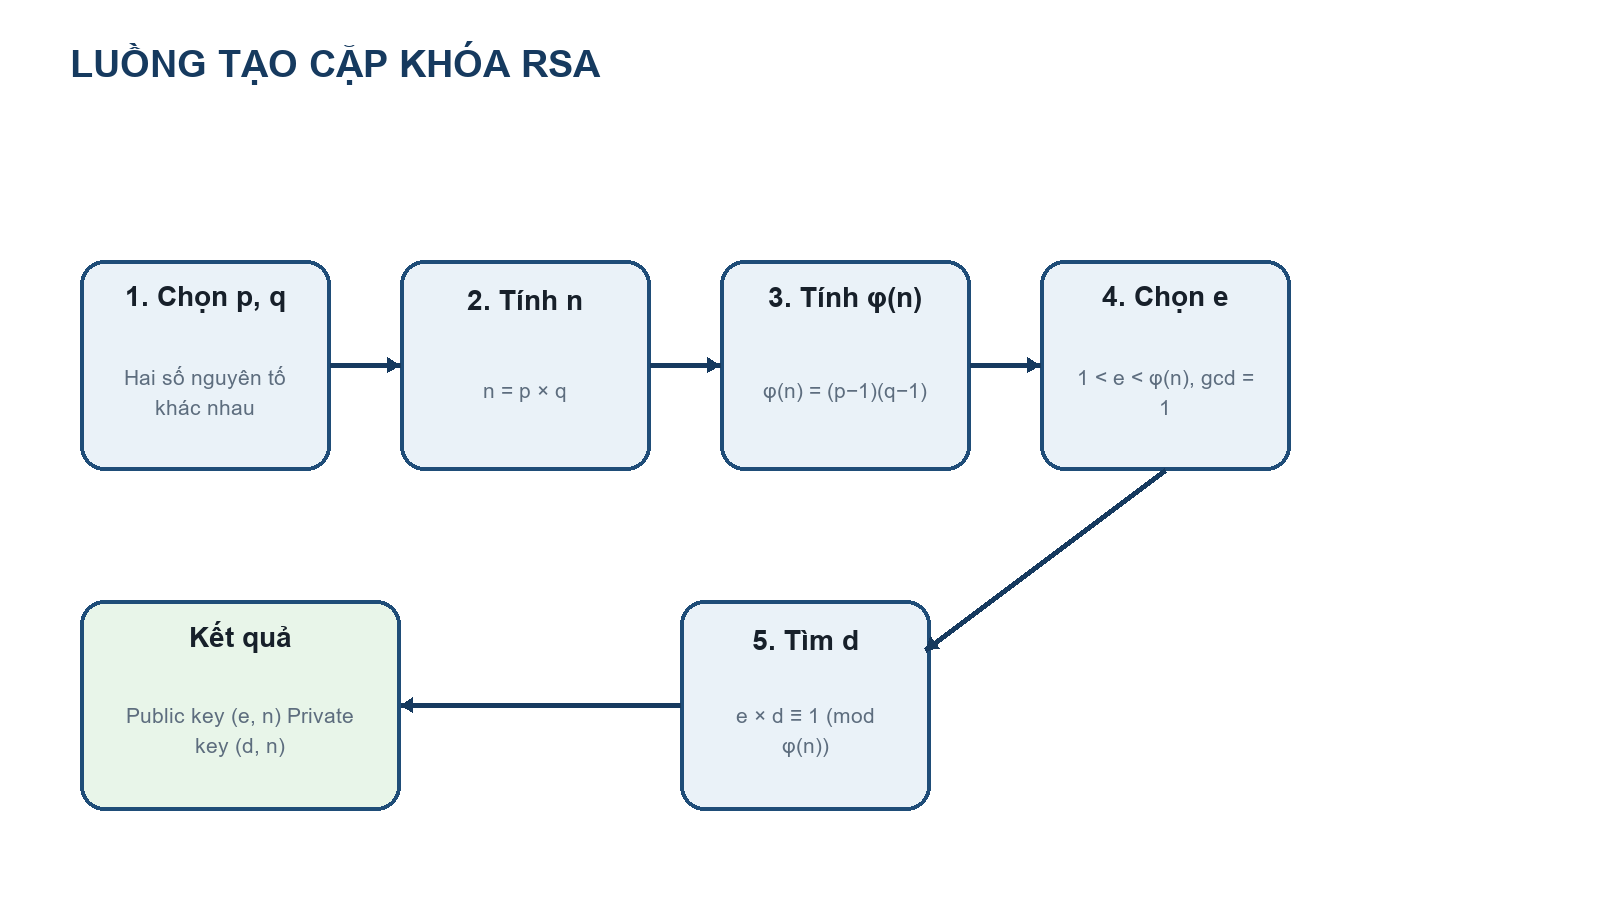 LUỒNG TẠO CẶP KHÓA RSA
1. Chọn p, q
Hai số nguyên tố
khác nhau
2. Tính n
n = p × q
3. Tính φ(n)
φ(n) = (p−1)(q−1)
4. Chọn e
1 < e < φ(n), gcd =
1
5. Tìm d
e × d ≡ 1 (mod
φ(n))
Kết quả
Public key (e, n) Private
key (d, n)